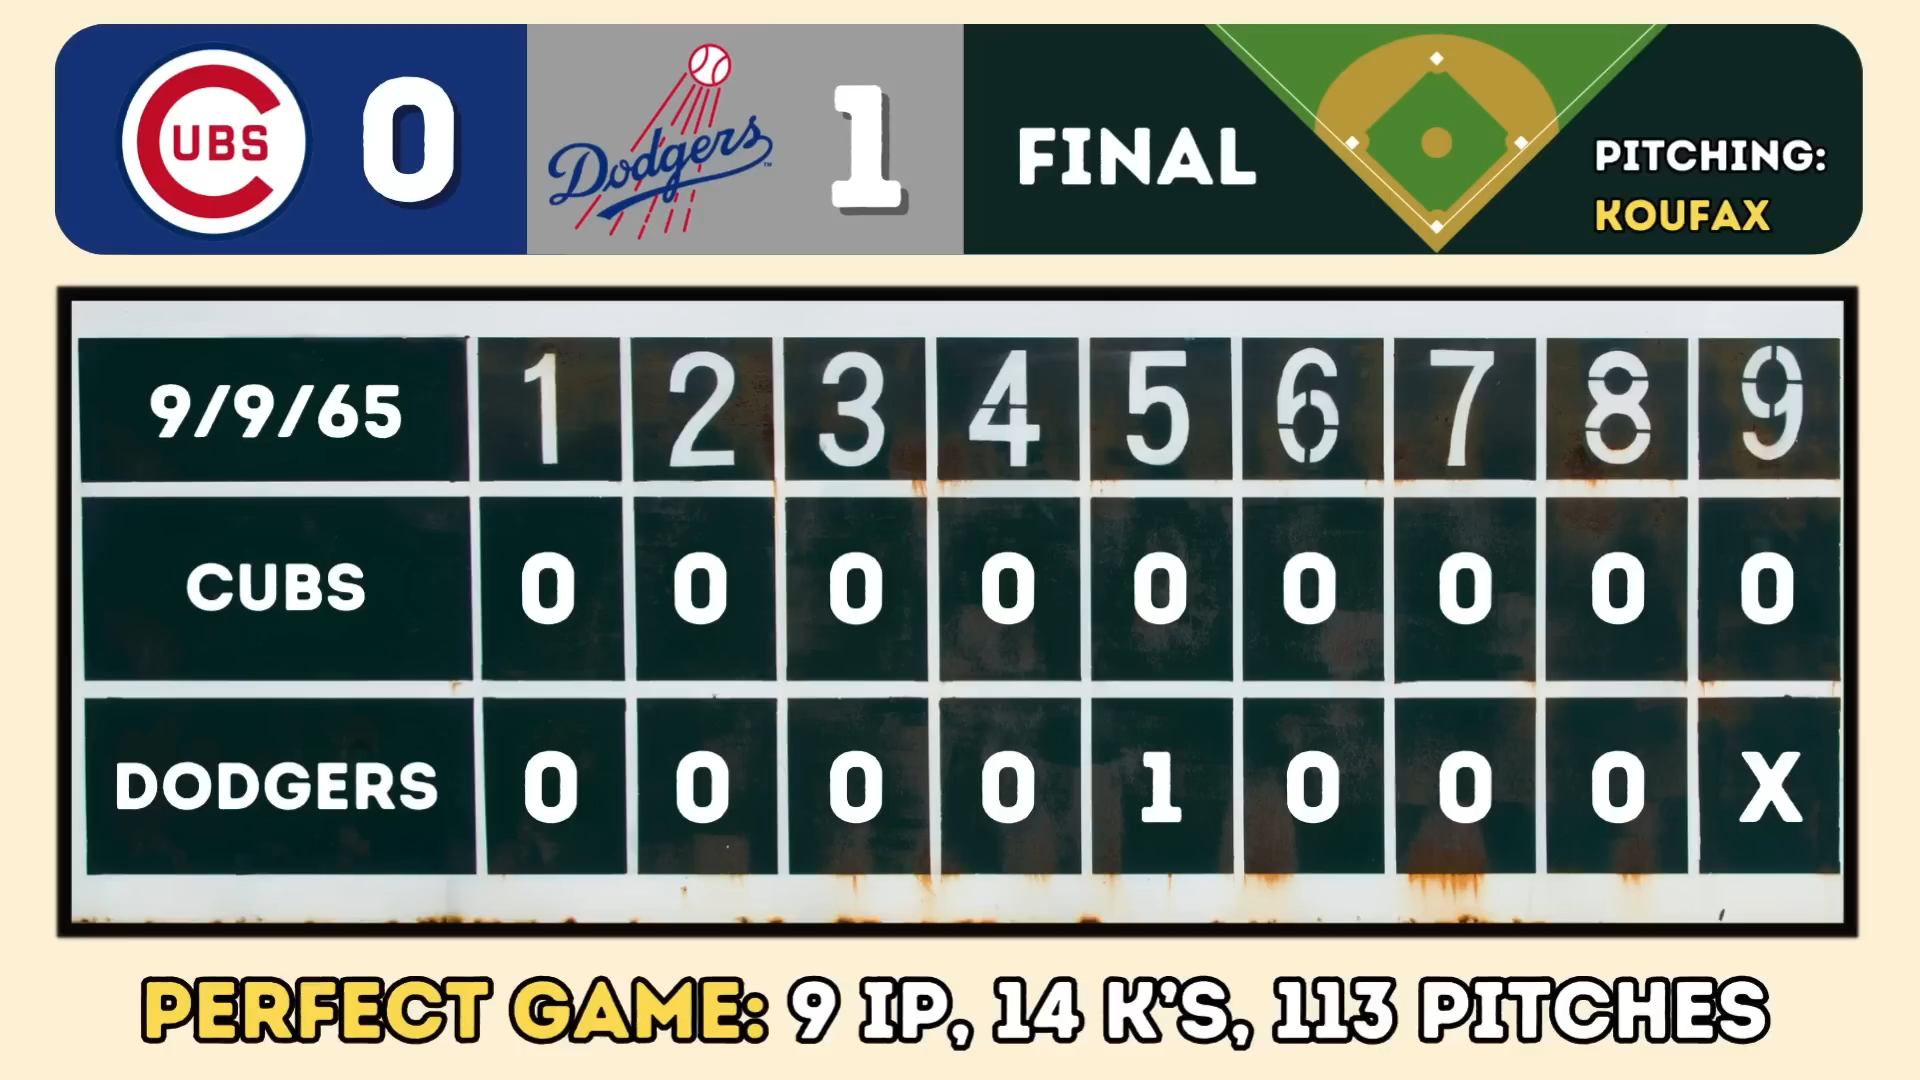 CUBS 0 Dodgers ™ 1 FINAL
PITCHING:
KOUFAX
9/9/65 1 2 3 4 5 6 7 8 9
CUBS 0 0 0 0 0 0 0 0 0
DODGERS 0 0 0 0 1 0 0 0 X
PERFECT GAME: 9 IP, 14 K'S, 113 PITCHES